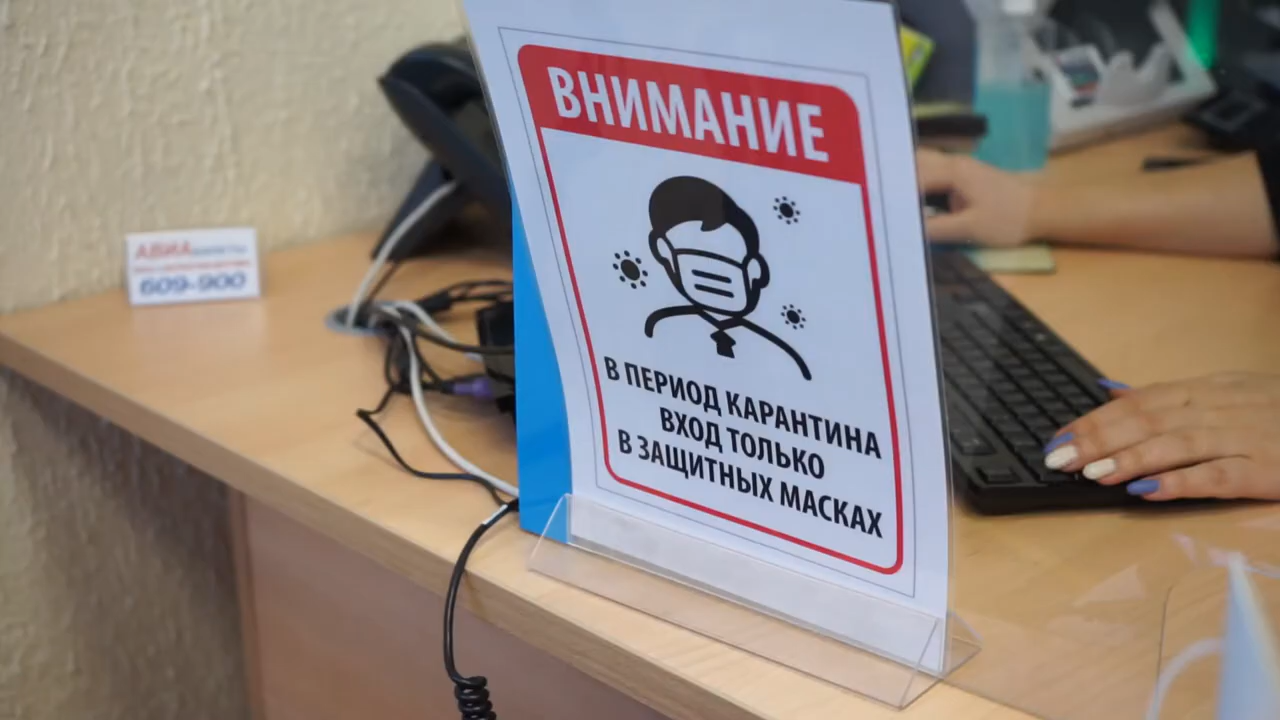 ВНИМАНИЕ
В ПЕРИОД КАРАНТИНА
ВХОД ТОЛЬКО
В ЗАЩИТНЫХ МАСКАХ
АВИА
609-900